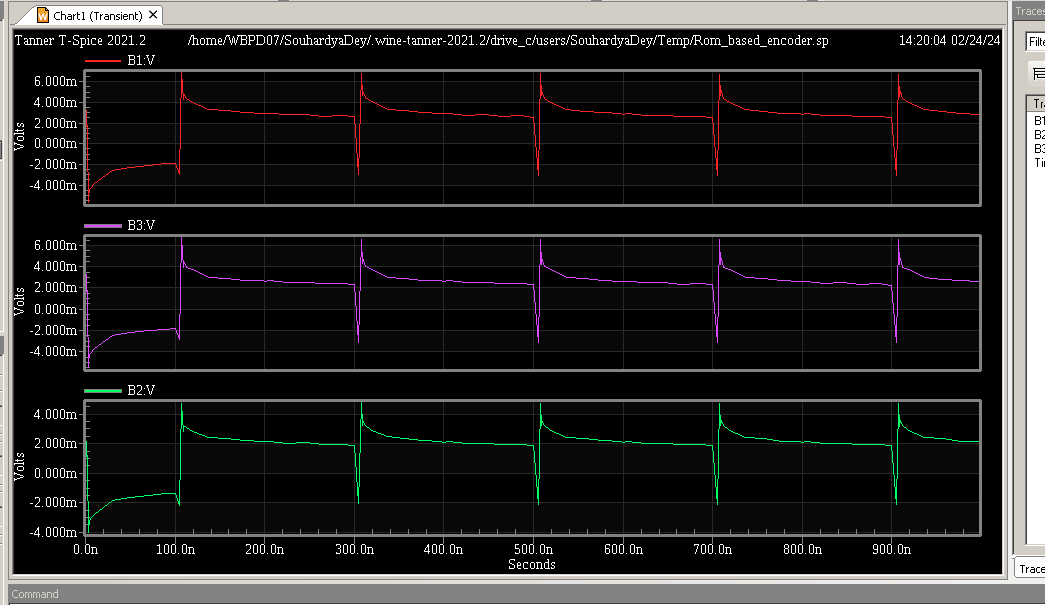 Chart1 (Transient)
Traces
Tanner T-Spice 2021.2 /home/WBPD07/SouhardyaDey/.wine-tanner-2021.2/drive_c/users/SouhardyaDey/Temp/Rom_based_encoder.sp 14:20:04 02/24/24
B1:V
6.000m
4.000m
2.000m
0.000m
-2.000m
-4.000m
Volts
B3:V
6.000m
4.000m
2.000m
0.000m
-2.000m
-4.000m
Volts
B2:V
4.000m
2.000m
0.000m
-2.000m
-4.000m
Volts
0.0n 100.0n 200.0n 300.0n 400.0n 500.0n 600.0n 700.0n 800.0n 900.0n
Seconds
B1
B2
B3
Trace
Command